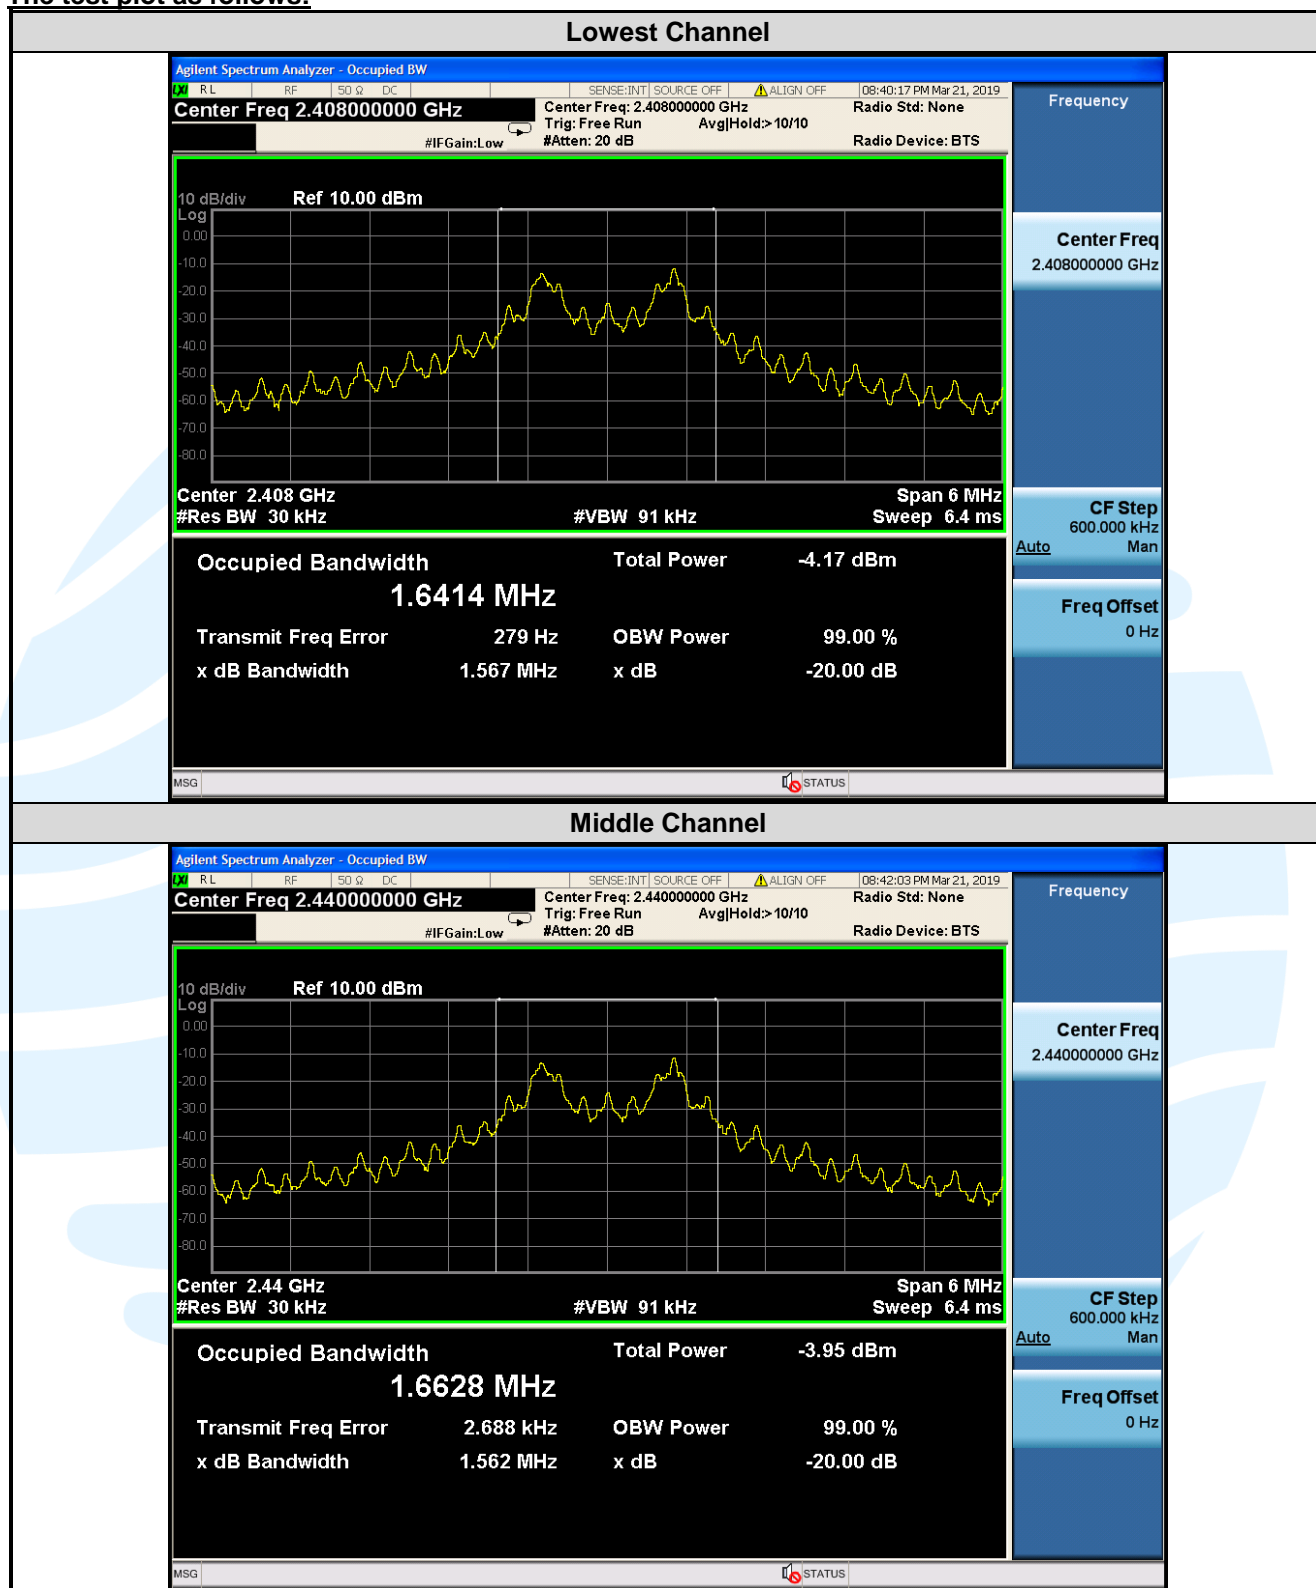 The test plot as follows:
Lowest Channel
Agilent Spectrum Analyzer - Occupied BW
LXI RL RF 50 Ω DC SENSE:INT SOURCE OFF ALIGN OFF 08:40:17 PM Mar 21, 2019
Center Freq 2.408000000 GHz
Center Freq: 2.408000000 GHz
Radio Std: None
Trig: Free Run Avg|Hold:>10/10
#IFGain:Low
#Atten: 20 dB
Radio Device: BTS
Frequency
10 dB/div Ref 10.00 dBm
Log
0.00
-10.0
-20.0
-30.0
-40.0
-50.0
-60.0
-70.0
-80.0
Center 2.408 GHz Span 6 MHz
#Res BW 30 kHz #VBW 91 kHz Sweep 6.4 ms
Center Freq
2.408000000 GHz
CF Step
600.000 kHz
Auto Man
Freq Offset
0 Hz
Occupied Bandwidth Total Power -4.17 dBm
1.6414 MHz
Transmit Freq Error 279 Hz OBW Power 99.00 %
x dB Bandwidth 1.567 MHz x dB -20.00 dB
MSG STATUS
Middle Channel
Agilent Spectrum Analyzer - Occupied BW
LXI RL RF 50 Ω DC SENSE:INT SOURCE OFF ALIGN OFF 08:42:03 PM Mar 21, 2019
Center Freq 2.440000000 GHz
Center Freq: 2.440000000 GHz
Radio Std: None
Trig: Free Run Avg|Hold:>10/10
#IFGain:Low
#Atten: 20 dB
Radio Device: BTS
Frequency
10 dB/div Ref 10.00 dBm
Log
0.00
-10.0
-20.0
-30.0
-40.0
-50.0
-60.0
-70.0
-80.0
Center 2.44 GHz Span 6 MHz
#Res BW 30 kHz #VBW 91 kHz Sweep 6.4 ms
Center Freq
2.440000000 GHz
CF Step
600.000 kHz
Auto Man
Freq Offset
0 Hz
Occupied Bandwidth Total Power -3.95 dBm
1.6628 MHz
Transmit Freq Error 2.688 kHz OBW Power 99.00 %
x dB Bandwidth 1.562 MHz x dB -20.00 dB
MSG STATUS